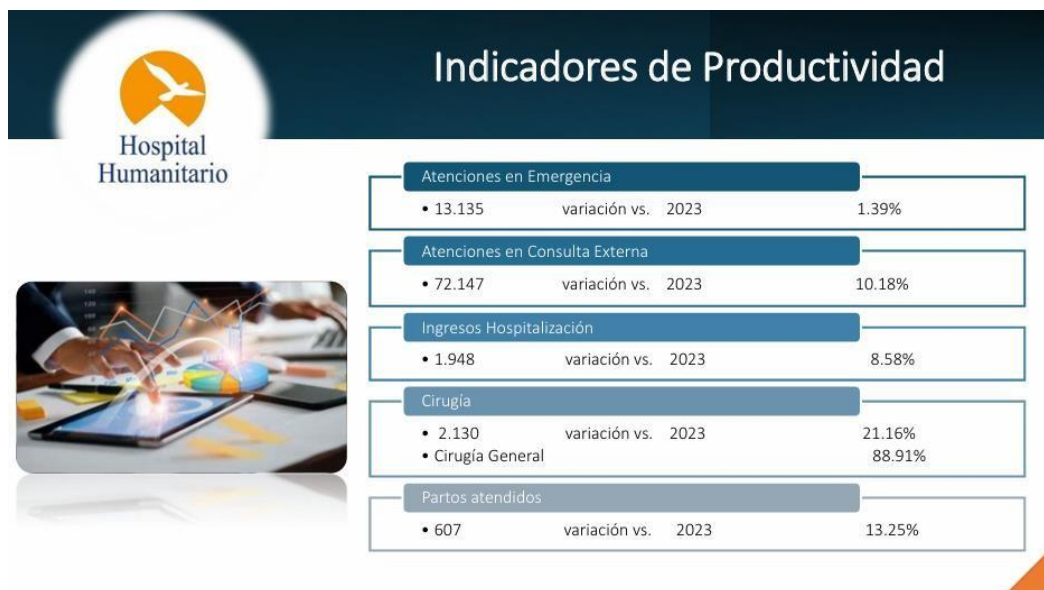 Indicadores de Productividad
Hospital
Humanitario
Atenciones en Emergencia
• 13.135 variación vs. 2023 1.39%
Atenciones en Consulta Externa
• 72.147 variación vs. 2023 10.18%
Ingresos Hospitalización
• 1.948 variación vs. 2023 8.58%
Cirugía
• 2.130 variación vs. 2023 21.16%
• Cirugía General 88.91%
Partos atendidos
• 607 variación vs. 2023 13.25%